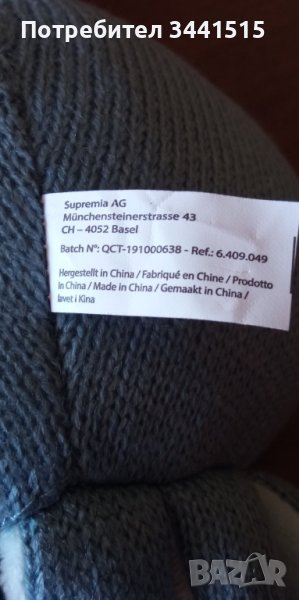 Потребител 3441515
Supremia AG
Münchensteinerstrasse 43
CH – 4052 Basel
Batch N°: QCT-191000638 - Ref.: 6.409.049
Hergestellt in China / Fabriqué en Chine / Prodotto
in China / Made in China / Gemaakt in China /
lavet i Kina
BAZAR